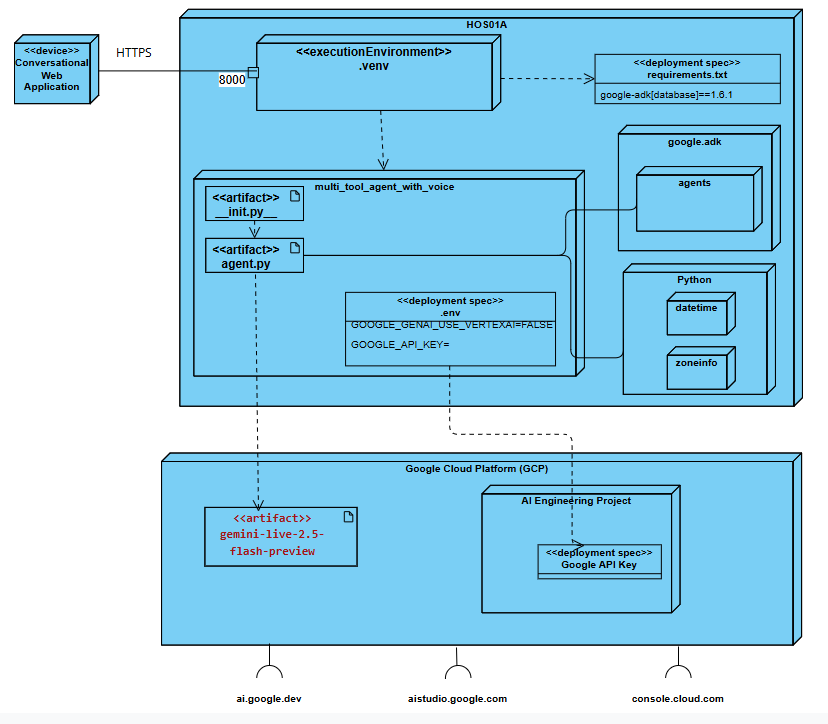 HOS01A
<<device>>
Conversational
Web
Application
HTTPS
8000
<<executionEnvironment>>
.venv
<<deployment spec>>
requirements.txt
google-adk[database]==1.6.1
google.adk
agents
multi_tool_agent_with_voice
<<artifact>>
__init.py__
<<artifact>>
agent.py
<<deployment spec>>
.env
GOOGLE_GENAI_USE_VERTEXAI=FALSE
GOOGLE_API_KEY=
Python
datetime
zoneinfo
Google Cloud Platform (GCP)
<<artifact>>
gemini-live-2.5-
flash-preview
AI Engineering Project
<<deployment spec>>
Google API Key
ai.google.dev
aistudio.google.com
console.cloud.com